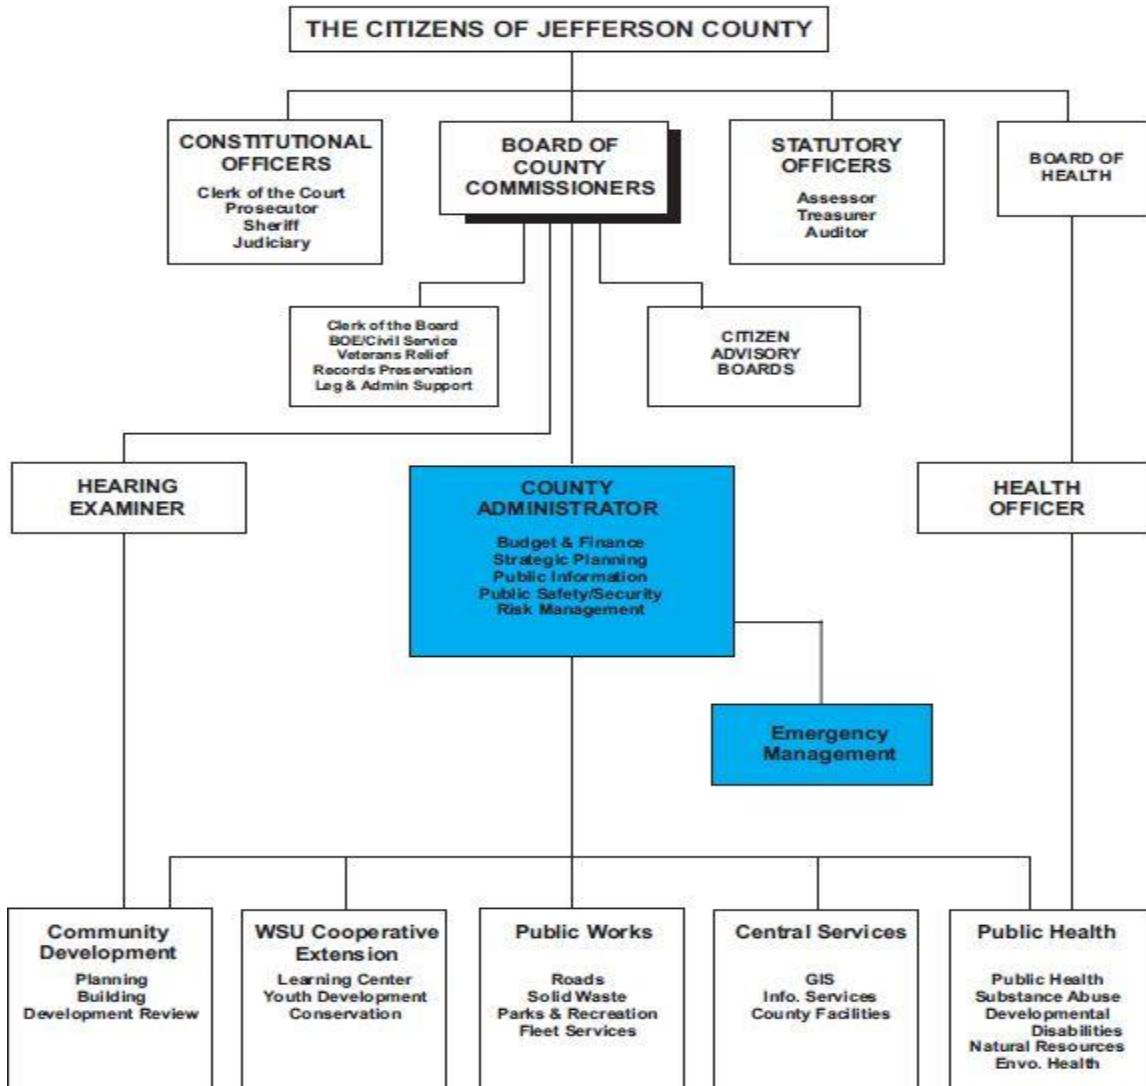 THE CITIZENS OF JEFFERSON COUNTY
CONSTITUTIONAL
OFFICERS
Clerk of the Court
Prosecutor
Sheriff
Judiciary
BOARD OF
COUNTY
COMMISSIONERS
STATUTORY
OFFICERS
Assessor
Treasurer
Auditor
BOARD OF
HEALTH
Clerk of the Board
BOE/Civil Service
Veterans Relief
Records Preservation
Leg & Admin Support
CITIZEN
ADVISORY
BOARDS
HEARING
EXAMINER
COUNTY
ADMINISTRATOR
Budget & Finance
Strategic Planning
Public Information
Public Safety/Security
Risk Management
HEALTH
OFFICER
Emergency
Management
Community
Development
Planning
Building
Development Review
WSU Cooperative
Extension
Learning Center
Youth Development
Conservation
Public Works
Roads
Solid Waste
Parks & Recreation
Fleet Services
Central Services
GIS
Info. Services
County Facilities
Public Health
Public Health
Substance Abuse
Developmental
Disabilities
Natural Resources
Envo. Health